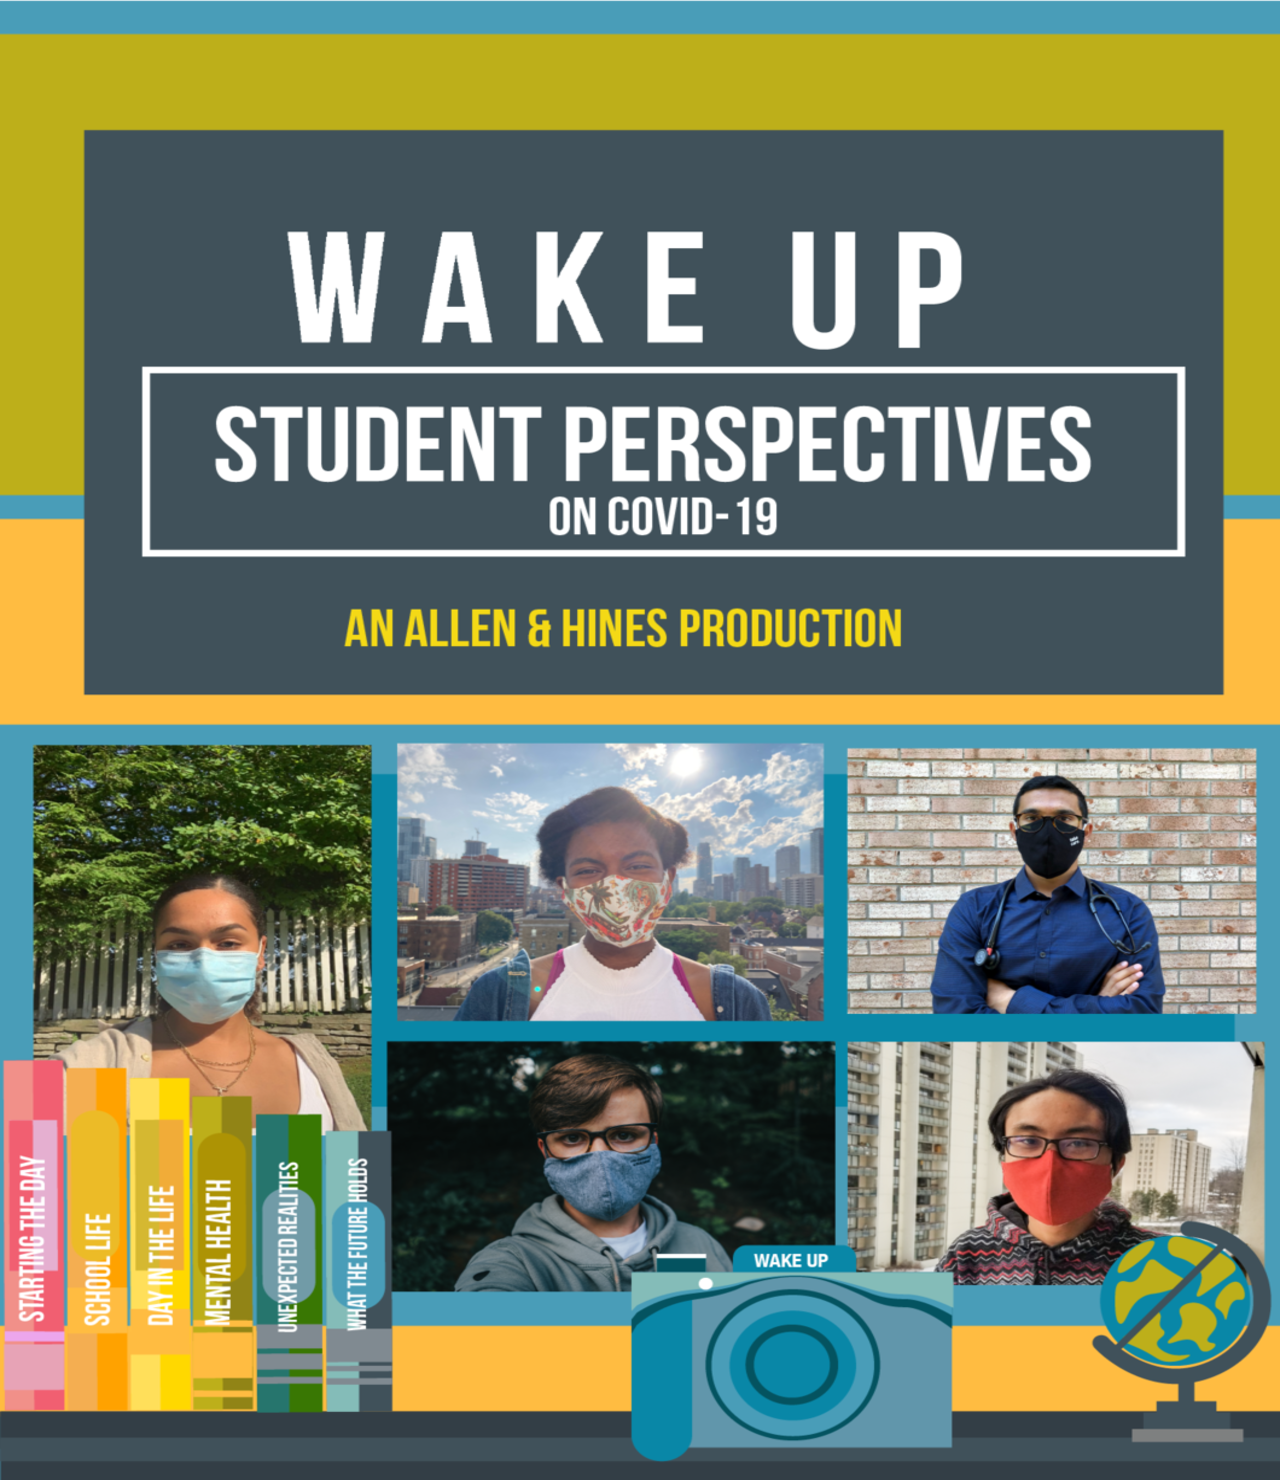 WAKE UP
STUDENT PERSPECTIVES
ON COVID-19
AN ALLEN & HINES PRODUCTION
STARTING THE DAY
SCHOOL LIFE
DAY IN THE LIFE
MENTAL HEALTH
UNEXPECTED REALITIES
WHAT THE FUTURE HOLDS
WAKE UP